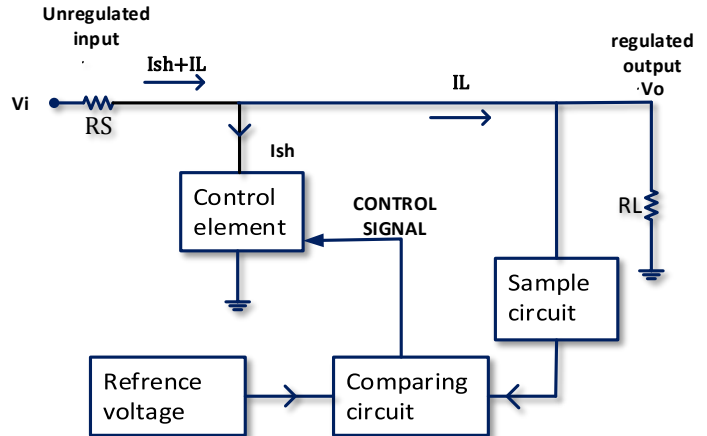 Unregulated
input
Ish+IL
regulated
output
Vo
Vi
RS
IL
Ish
Control
element
CONTROL
SIGNAL
RL
Sample
circuit
Refrence
voltage
Comparing
circuit